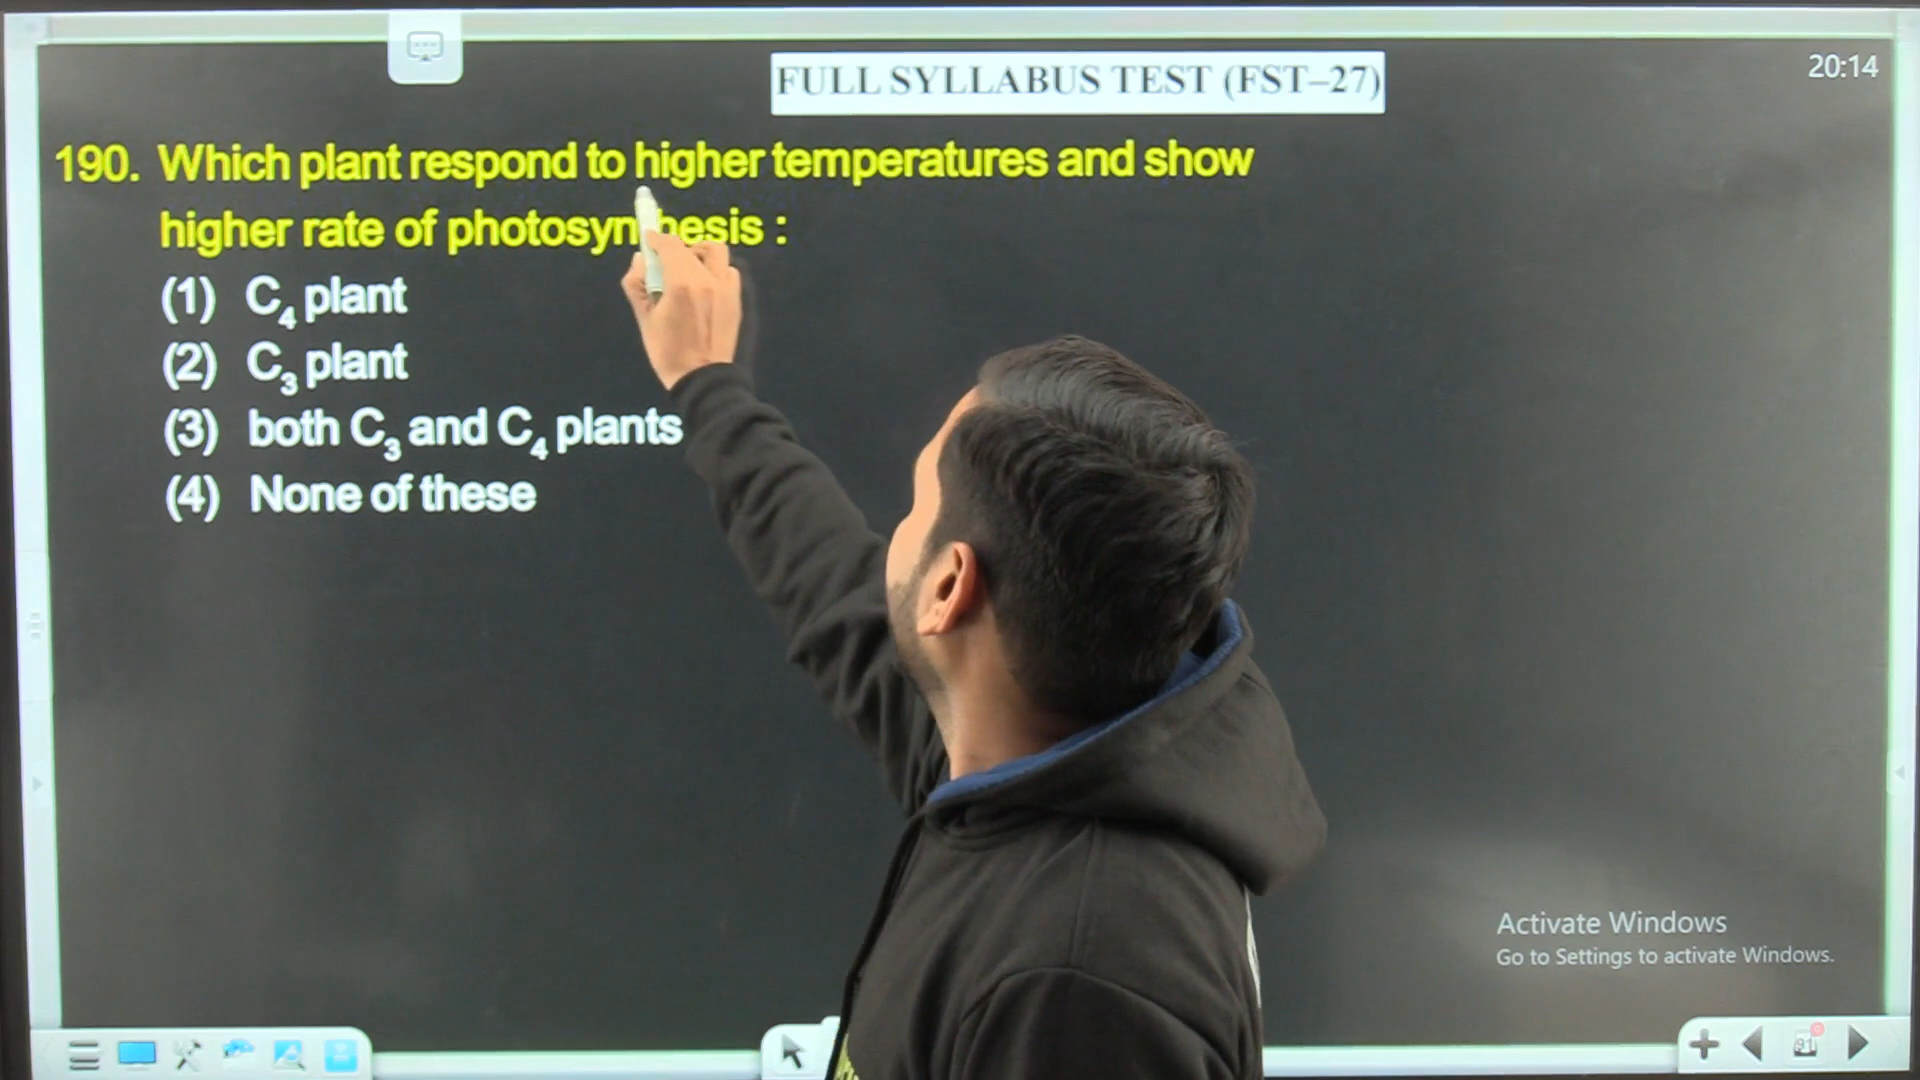 FULL SYLLABUS TEST (FST–27)
20:14
190. Which plant respond to higher temperatures and show
higher rate of photosynthesis :
(1) C₄ plant
(2) C₃ plant
(3) both C₃ and C₄ plants
(4) None of these
Activate Windows
Go to Settings to activate Windows.